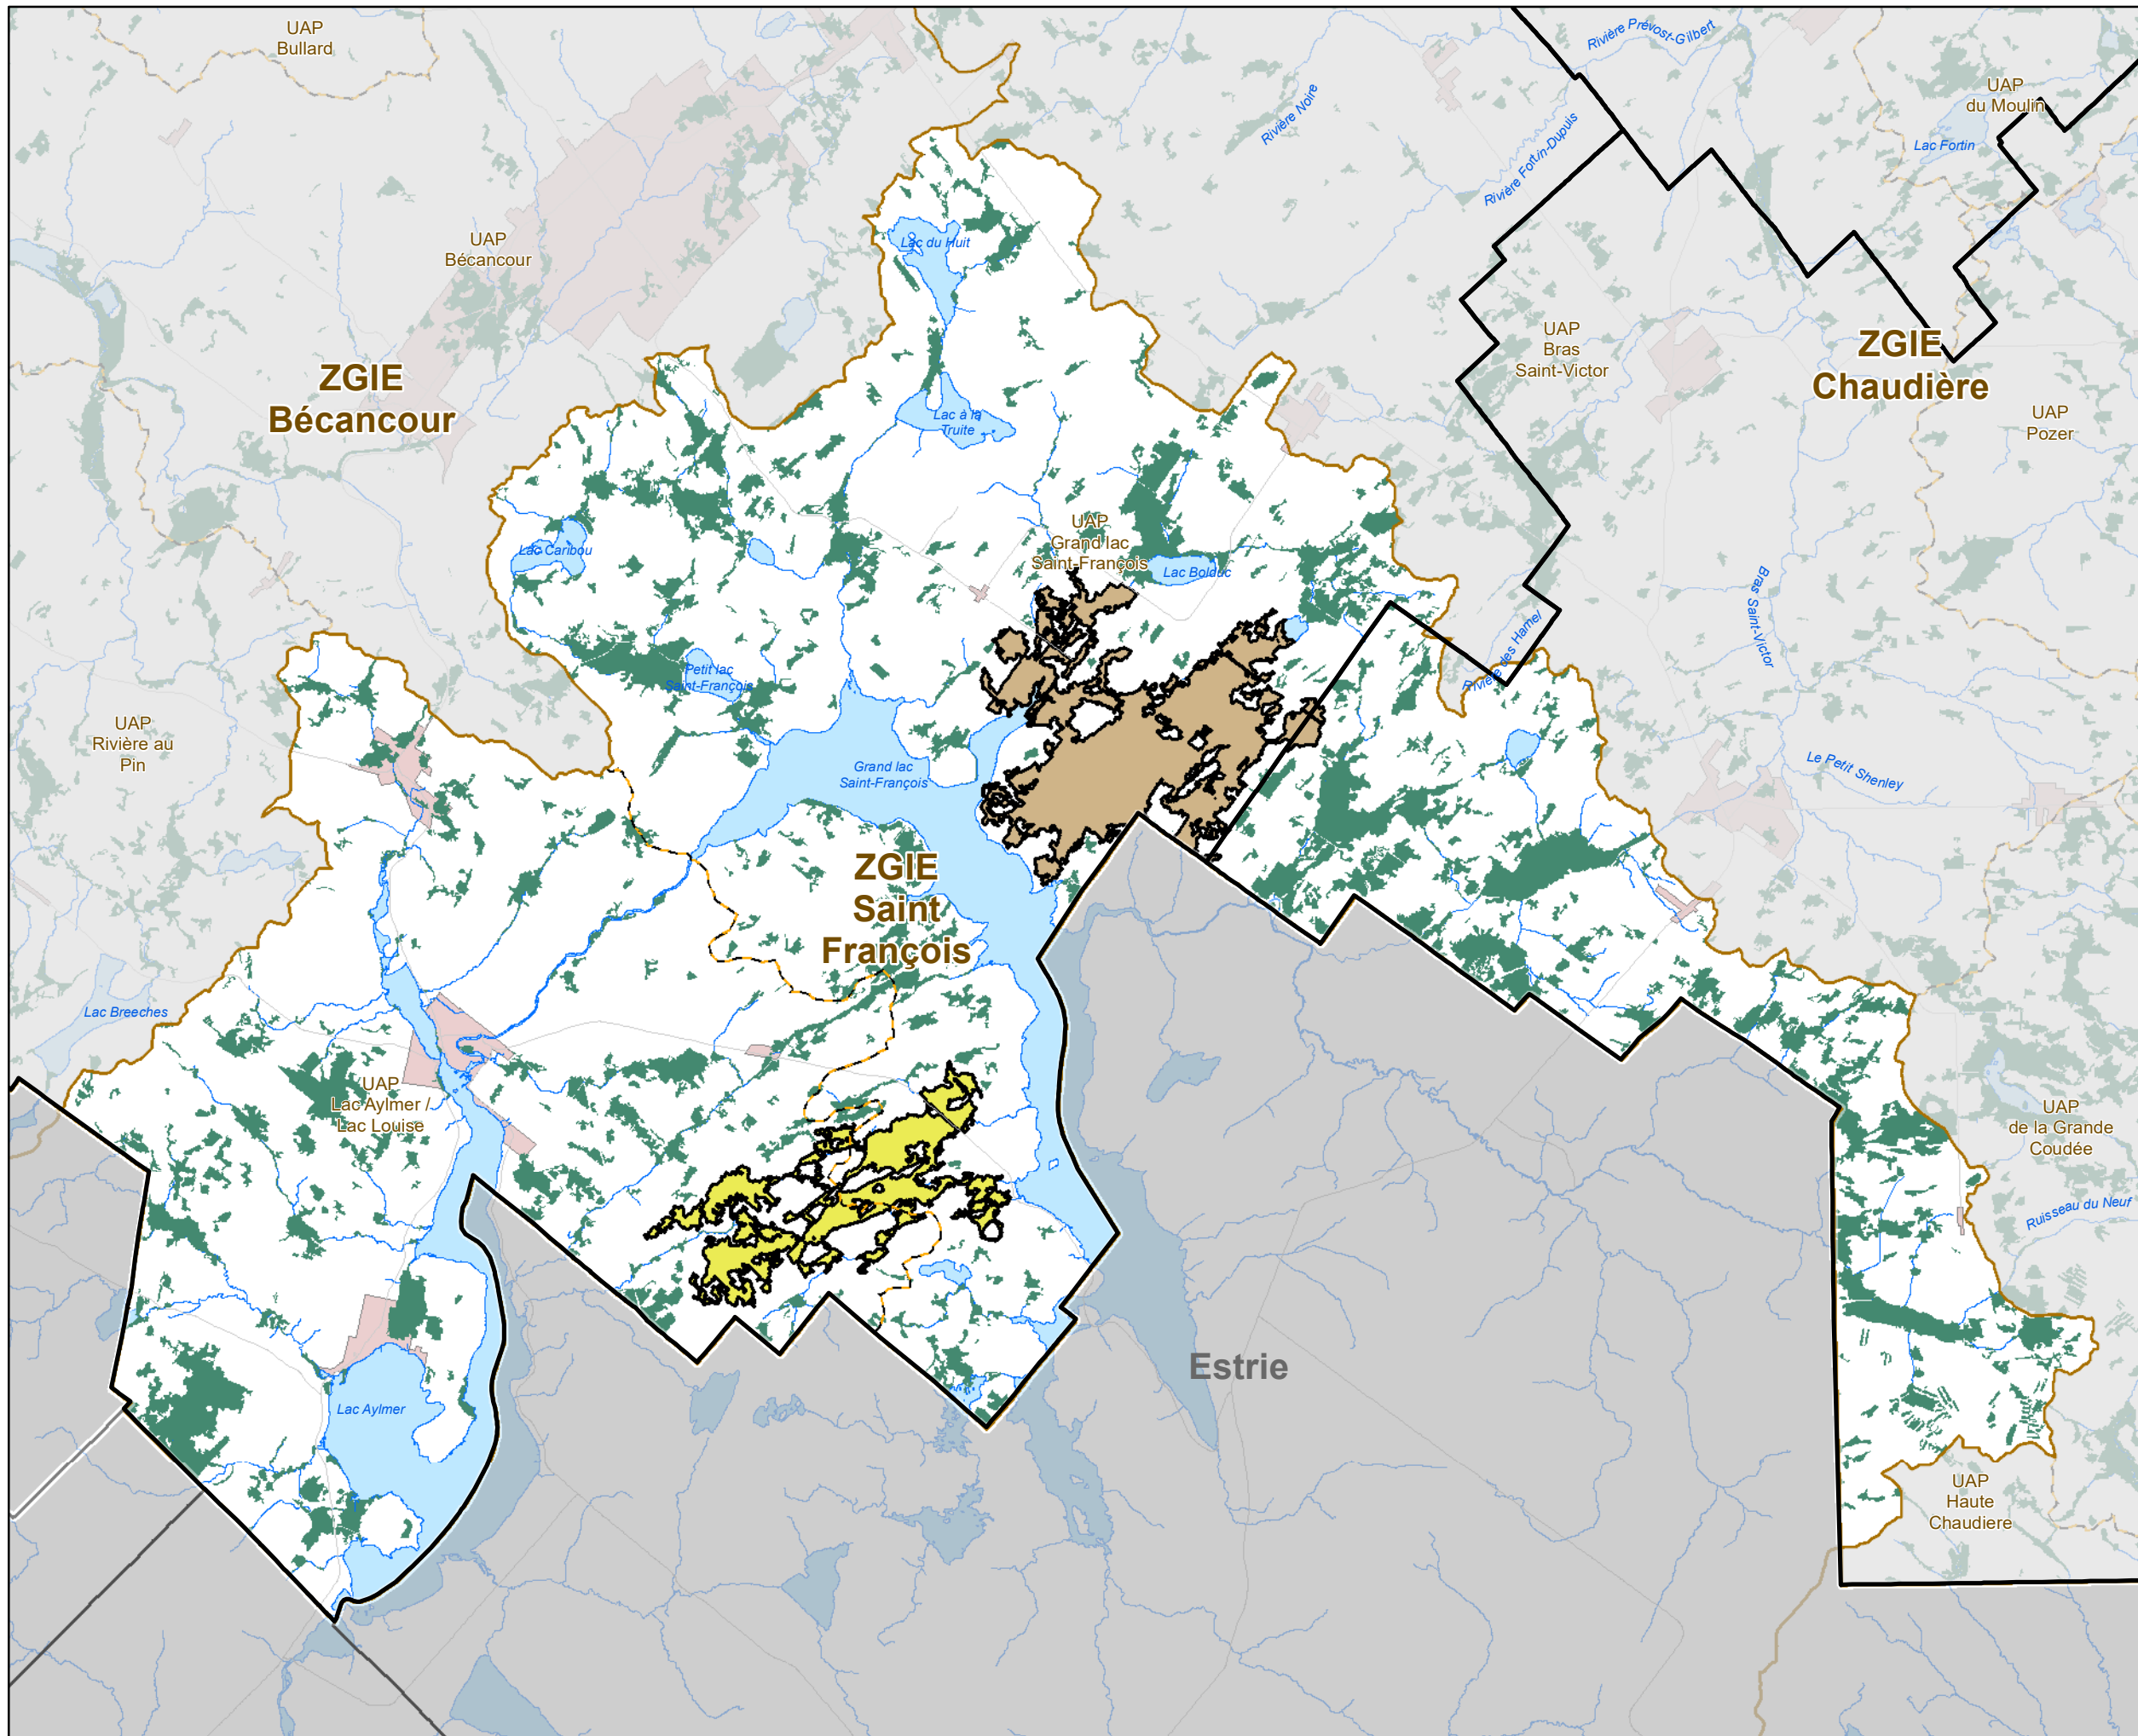 UAP
Bullard
Rivière Prévost-Gilbert
UAP
du Moulin
Rivière Noire
Rivière Fortin-Dupuis
Lac Fortin
UAP
Bécancour
Lac du Huit
ZGIE
Bécancour
UAP
Bras
Saint-Victor
ZGIE
Chaudière
Lac à la
Truite
UAP
Pozer
UAP
Grand lac
Saint-François
Lac Caribou
Lac Bolduc
Bras Saint-Victor
Rivière des Hamel
Petit lac
Saint-François
UAP
Rivière au
Pin
Grand lac
Saint-François
Le Petit Shenley
ZGIE
Saint
François
Lac Breeches
UAP
Lac Aylmer /
Lac Louise
UAP
de la Grande
Coudée
Ruisseau du Neuf
Estrie
Lac Aylmer
UAP
Haute
Chaudiere